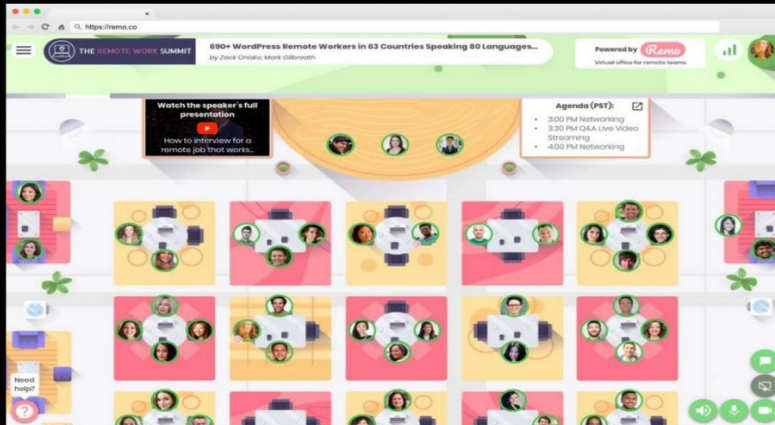 https://remo.co
THE REMOTE WORK SUMMIT
690+ WordPress Remote Workers in 63 Countries Speaking 80 Languages...
by Zack Onisko, Mark Gilbreath
Powered by Remo
Virtual office for remote teams
Watch the speaker's full
presentation
How to interview for a
remote job that works...
Agenda (PST):
3:00 PM Networking
3:30 PM Q&A Live Video
Streaming
4:00 PM Networking
Need
help?
?